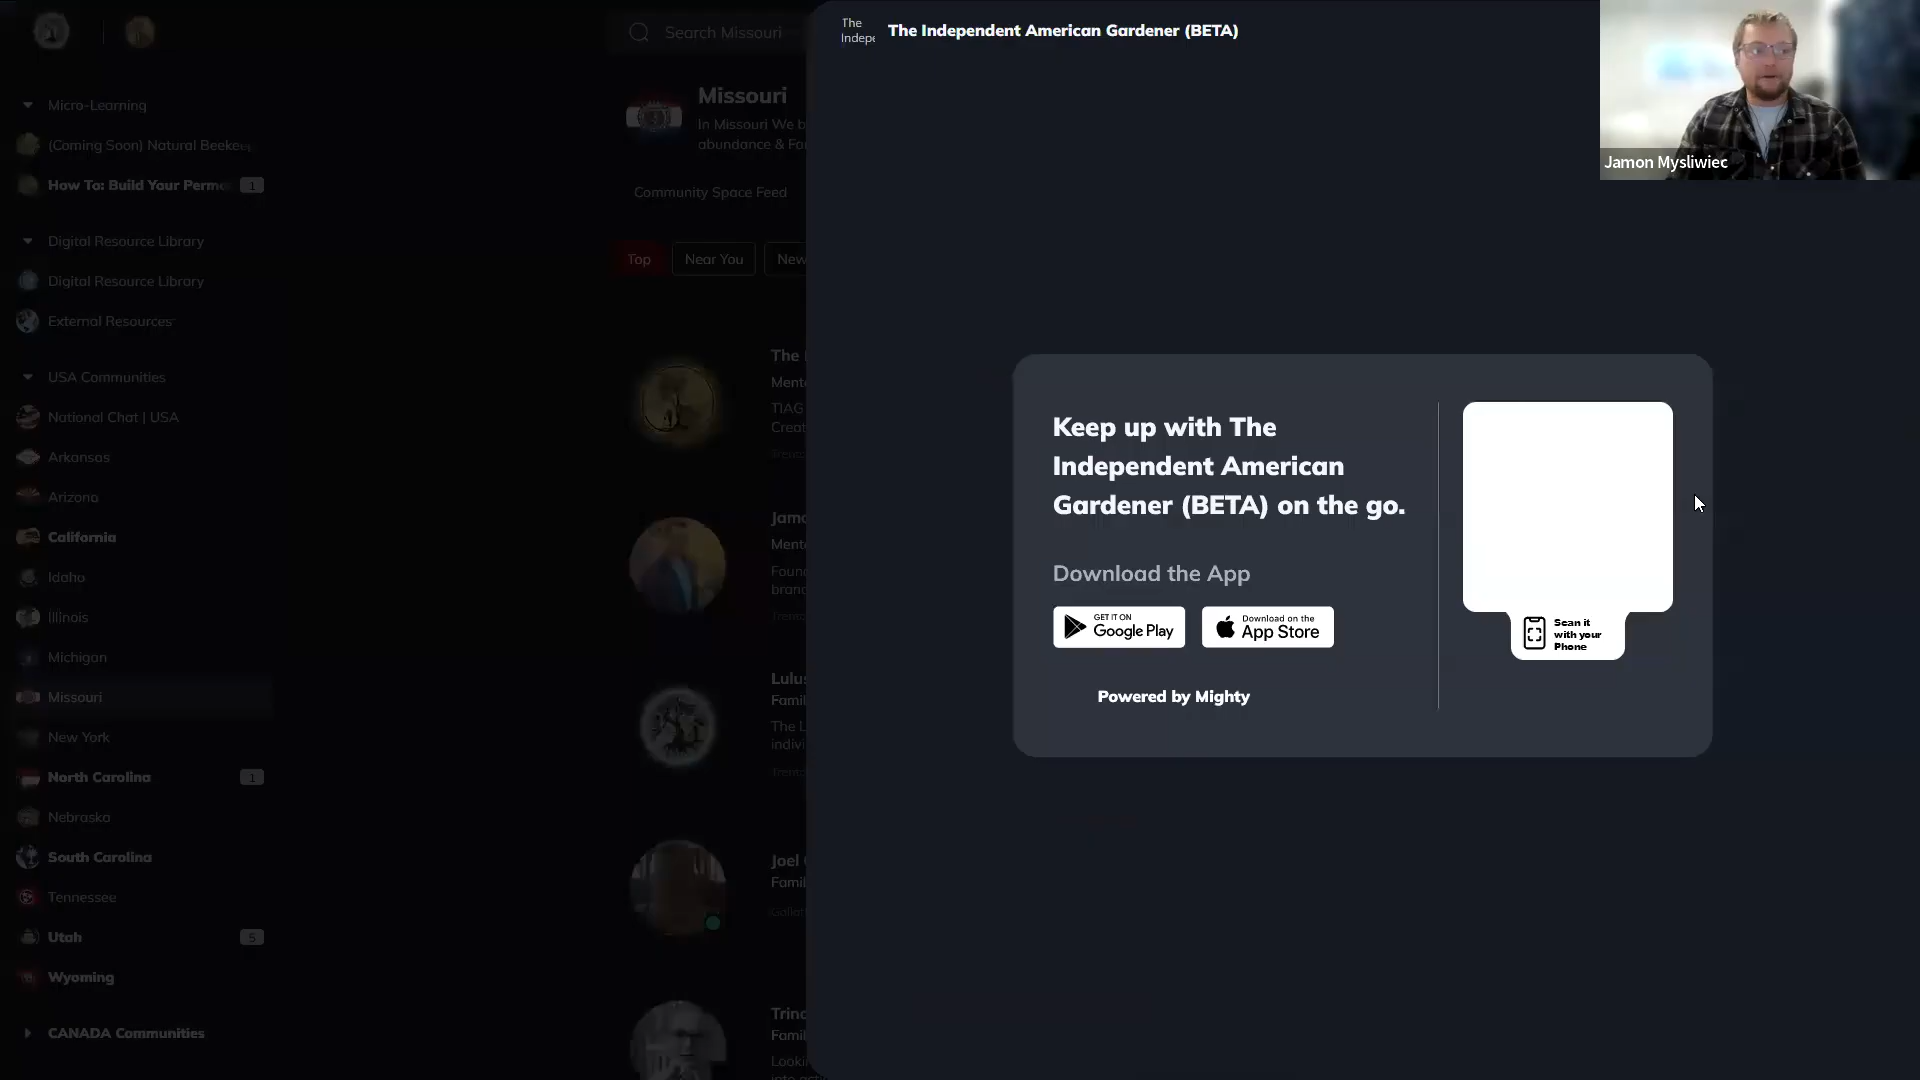 Micro-Learning
(Coming Soon) Natural Beekee
How To: Build Your Perma
1
Digital Resource Library
Digital Resource Library
External Resources
USA Communities
National Chat | USA
Arkansas
Arizona
California
Idaho
Illinois
Michigan
Missouri
New York
North Carolina
1
Nebraska
South Carolina
Tennessee
Utah
5
Wyoming
CANADA Communities
Search Missouri
Missouri
In Missouri We b
abundance & Fa
Community Space Feed
Top
Near You
New
The
Mente
TIAG
Creat
Jamo
Mente
Found
brand
Lulus
Famil
The L
indivi
Joel
Famil
Trina
Famil
Lookin
The
Indepe
The Independent American Gardener (BETA)
Keep up with The
Independent American
Gardener (BETA) on the go.
Download the App
GET IT ON
Google Play
Download on the
App Store
Powered by Mighty
Scan it
with your
Phone
Jamon Mysliwiec